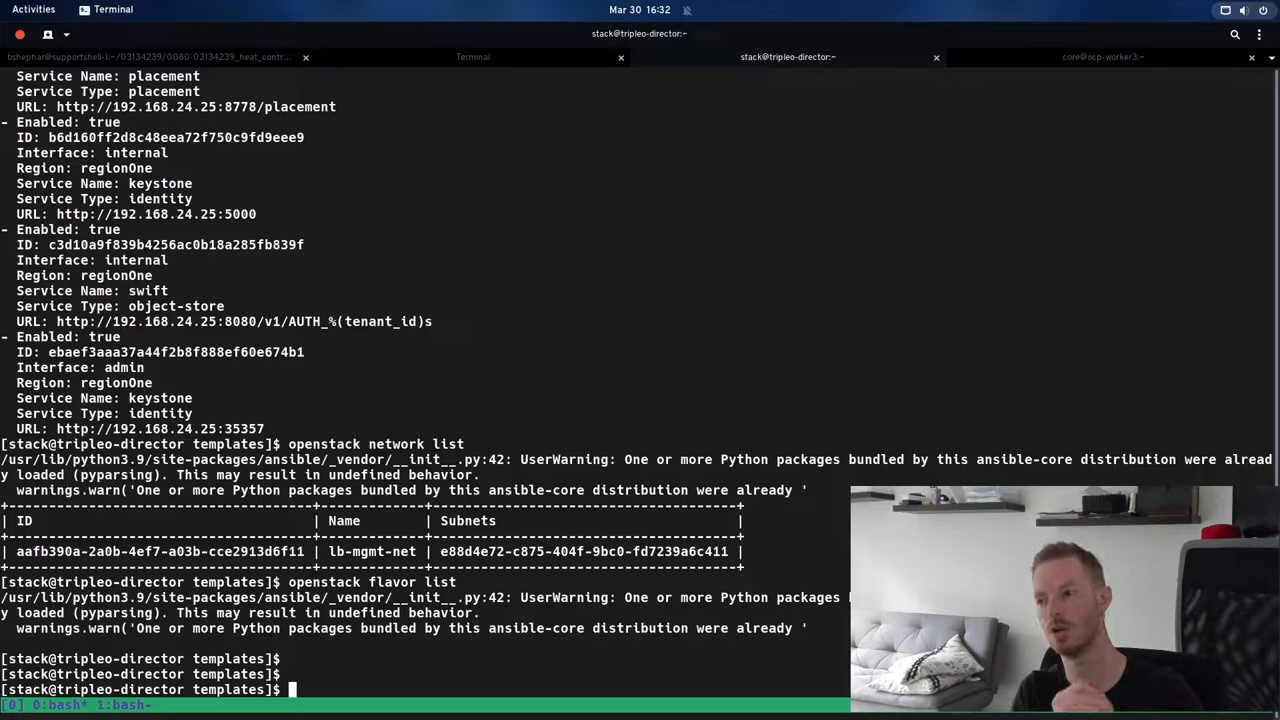 Activities
Terminal
Mar 30 16:32
stack@tripleo-director:~
bshephar@supportshell-1:~/03134239/0080-03134239_heat_contr...
Terminal
stack@tripleo-director:~
core@ocp-worker3:~
Service Name: placement
Service Type: placement
URL: http://192.168.24.25:8778/placement
- Enabled: true
ID: b6d160ff2d8c48eea72f750c9fd9eee9
Interface: internal
Region: regionOne
Service Name: keystone
Service Type: identity
URL: http://192.168.24.25:5000
- Enabled: true
ID: c3d10a9f839b4256ac0b18a285fb839f
Interface: internal
Region: regionOne
Service Name: swift
Service Type: object-store
URL: http://192.168.24.25:8080/v1/AUTH_%(tenant_id)s
- Enabled: true
ID: ebaef3aaa37a44f2b8f888ef60e674b1
Interface: admin
Region: regionOne
Service Name: keystone
Service Type: identity
URL: http://192.168.24.25:35357
[stack@tripleo-director templates]$ openstack network list
/usr/lib/python3.9/site-packages/ansible/_vendor/__init__.py:42: UserWarning: One or more Python packages bundled by this ansible-core distribution were alread
y loaded (pyparsing). This may result in undefined behavior.
warnings.warn('One or more Python packages bundled by this ansible-core distribution were already '
+--------------------------------------+-------------+--------------------------------------+
| ID | Name | Subnets |
+--------------------------------------+-------------+--------------------------------------+
| aafb390a-2a0b-4ef7-a03b-cce2913d6f11 | lb-mgmt-net | e88d4e72-c875-404f-9bc0-fd7239a6c411 |
+--------------------------------------+-------------+--------------------------------------+
[stack@tripleo-director templates]$ openstack flavor list
/usr/lib/python3.9/site-packages/ansible/_vendor/__init__.py:42: UserWarning: One or more Python packages b
y loaded (pyparsing). This may result in undefined behavior.
warnings.warn('One or more Python packages bundled by this ansible-core distribution were already '
[stack@tripleo-director templates]$
[stack@tripleo-director templates]$
[stack@tripleo-director templates]$
[0] 0:bash* 1:bash-